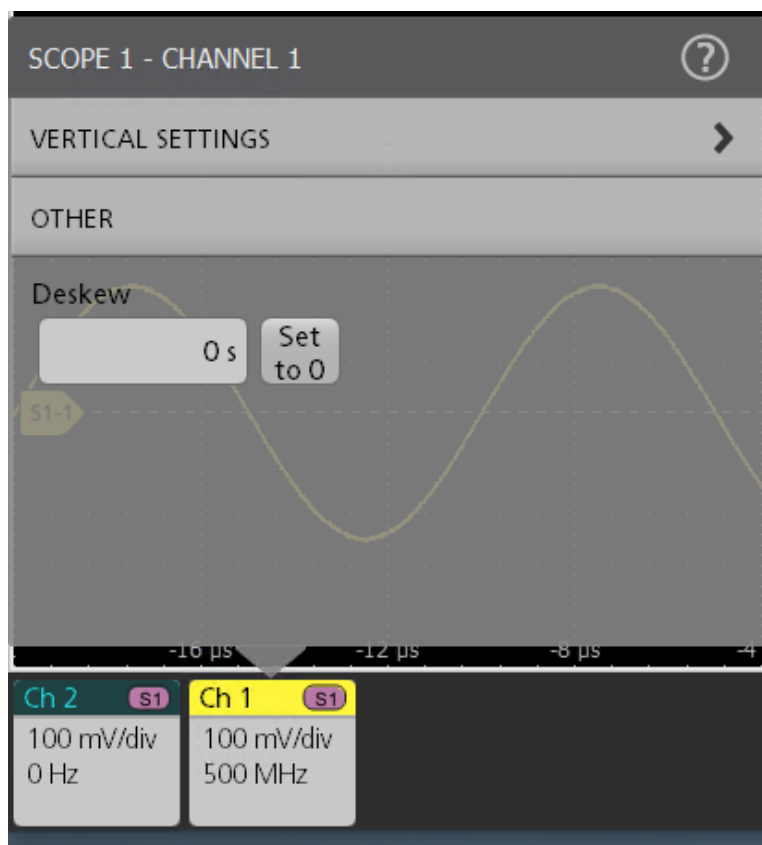 SCOPE 1 - CHANNEL 1 ?
VERTICAL SETTINGS
OTHER
Deskew
0 s
Set
to 0
S1-1
-16 µs -12 µs -8 µs -4
Ch 2 S1
100 mV/div
0 Hz
Ch 1 S1
100 mV/div
500 MHz